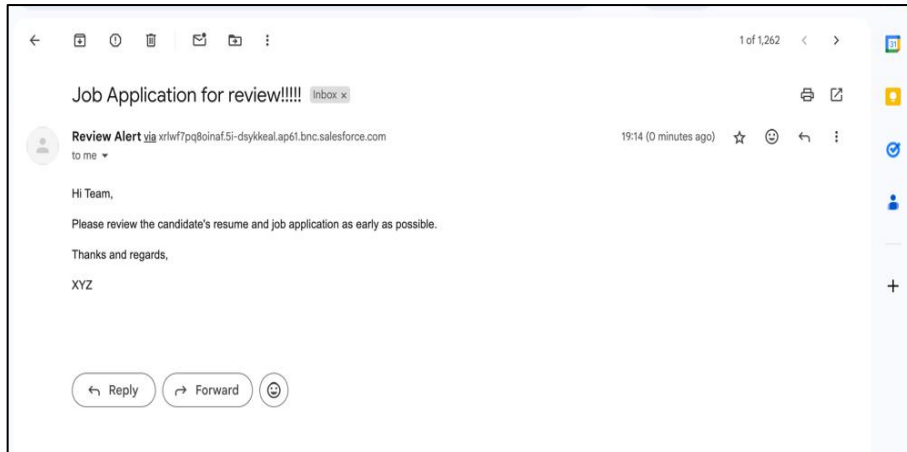 1 of 1,262
Job Application for review!!!!! Inbox x
Review Alert via xrlwf7pq8oinaf.5i-dsykkeal.ap61.bnc.salesforce.com 19:14 (0 minutes ago)
to me
Hi Team,
Please review the candidate's resume and job application as early as possible.
Thanks and regards,
XYZ
Reply Forward
31